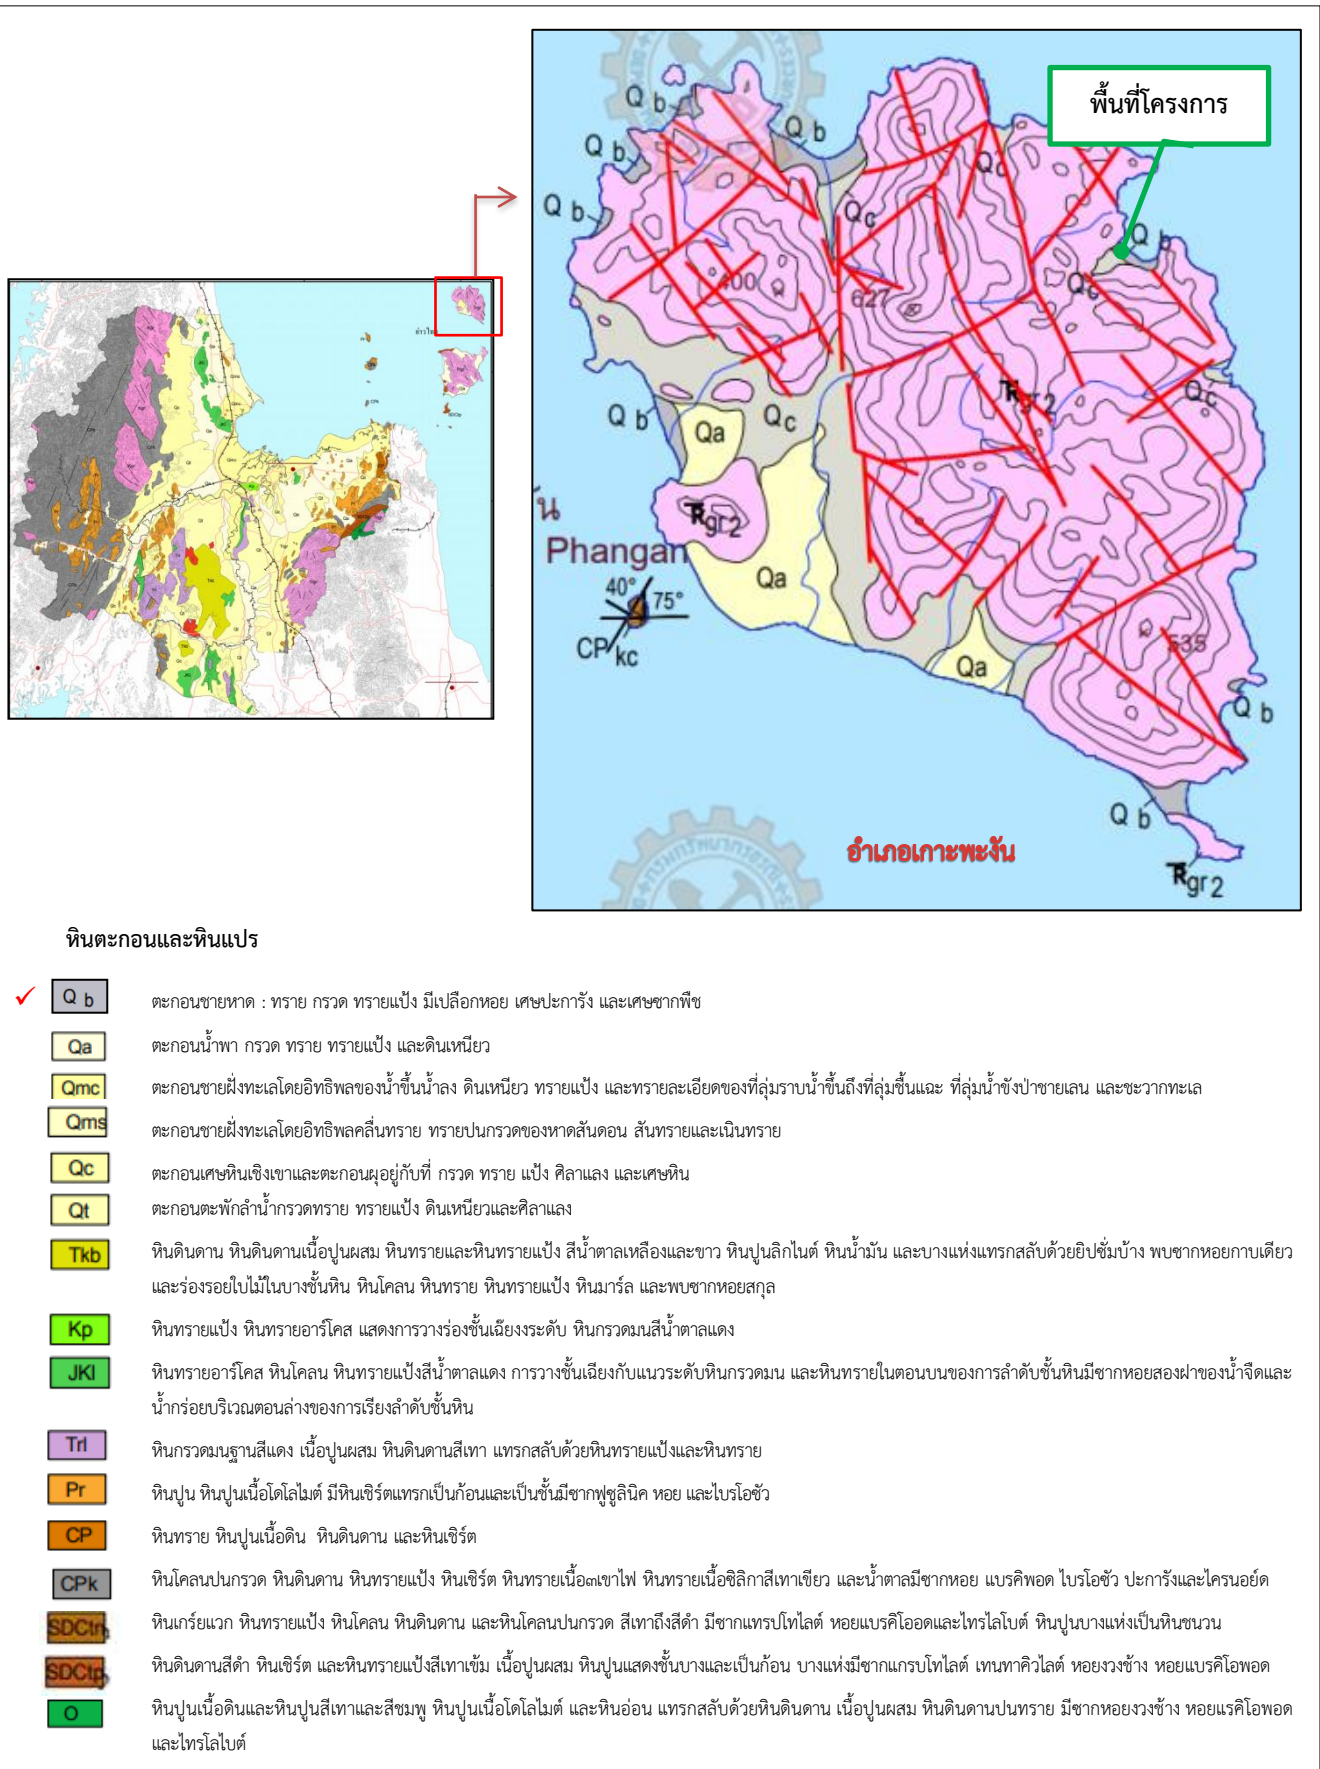 พื้นที่โครงการ
Q b
Q b
Q b
Q b
Qc
Qc
Q b
Qc
400
627
Qc
Q b
Qa
Qc
Rgr2
Rgr2
น
Phangan
40°
75°
CP/kc
Qa
Qa
535
Q b
Q b
Rgr2
อำเภอเกาะพะงัน
หินตะกอนและหินแปร
✓ Q b ตะกอนชายหาด : ทราย กรวด ทรายแป้ง มีเปลือกหอย เศษปะการัง และเศษซากพืช
Qa ตะกอนน้ำพา กรวด ทราย ทรายแป้ง และดินเหนียว
Qmc ตะกอนชายฝั่งทะเลโดยอิทธิพลของน้ำขึ้นน้ำลง ดินเหนียว ทรายแป้ง และทรายละเอียดของที่ลุ่มราบน้ำขึ้นถึงที่ลุ่มชื้นแฉะ ที่ลุ่มน้ำขังป่าชายเลน และชะวากทะเล
Qms ตะกอนชายฝั่งทะเลโดยอิทธิพลคลื่นทราย ทรายปนกรวดของหาดสันดอน สันทรายและเนินทราย
Qc ตะกอนเศษหินเชิงเขาและตะกอนผุอยู่กับที่ กรวด ทราย แป้ง ศิลาแลง และเศษหิน
Qt ตะกอนตะพักลำน้ำกรวดทราย ทรายแป้ง ดินเหนียวและศิลาแลง
Tkb หินดินดาน หินดินดานเนื้อปูนผสม หินทรายและหินทรายแป้ง สีน้ำตาลเหลืองและขาว หินปูนลิกไนต์ หินน้ำมัน และบางแห่งแทรกสลับด้วยยิปซั่มบ้าง พบซากหอยกาบเดียว
และร่องรอยใบไม้ในบางชั้นหิน หินโคลน หินทราย หินทรายแป้ง หินมาร์ล และพบซากหอยสกุล
Kp หินทรายแป้ง หินทรายอาร์โคส แสดงการวางร่องชั้นเฉียงงระดับ หินกรวดมนสีน้ำตาลแดง
JKl หินทรายอาร์โคส หินโคลน หินทรายแป้งสีน้ำตาลแดง การวางชั้นเฉียงกับแนวระดับหินกรวดมน และหินทรายในตอนบนของการลำดับชั้นหินมีซากหอยสองฝาของน้ำจืดและ
น้ำกร่อยบริเวณตอนล่างของการเรียงลำดับชั้นหิน
Trl หินกรวดมนฐานสีแดง เนื้อปูนผสม หินดินดานสีเทา แทรกสลับด้วยหินทรายแป้งและหินทราย
Pr หินปูน หินปูนเนื้อโดโลไมต์ มีหินเชิร์ตแทรกเป็นก้อนและเป็นชั้นมีซากฟูซูลินิค หอย และไบรโอซัว
CP หินทราย หินปูนเนื้อดิน หินดินดาน และหินเชิร์ต
CPk หินโคลนปนกรวด หินดินดาน หินทรายแป้ง หินเชิร์ต หินทรายเนื้อฅเขาไฟ หินทรายเนื้อซิลิกาสีเทาเขียว และน้ำตาลมีซากหอย แบรคิพอด ไบรโอซัว ปะการังและไครนอยด์
SDCtn หินเกร์ยแวก หินทรายแป้ง หินโคลน หินดินดาน และหินโคลนปนกรวด สีเทาถึงสีดำ มีซากแทรปโทไลต์ หอยแบรคิโออดและไทรไลโบต์ หินปูนบางแห่งเป็นหินชนวน
SDCtp หินดินดานสีดำ หินเชิร์ต และหินทรายแป้งสีเทาเข้ม เนื้อปูนผสม หินปูนแสดงชั้นบางและเป็นก้อน บางแห่งมีซากแกรบโทไลต์ เทนทาคิวไลต์ หอยงวงช้าง หอยแบรคิโอพอด
O หินปูนเนื้อดินและหินปูนสีเทาและสีชมพู หินปูนเนื้อโดโลไมต์ และหินอ่อน แทรกสลับด้วยหินดินดาน เนื้อปูนผสม หินดินดานปนทราย มีซากหอยงวงช้าง หอยแรคิโอพอด
และไทรโลไบต์